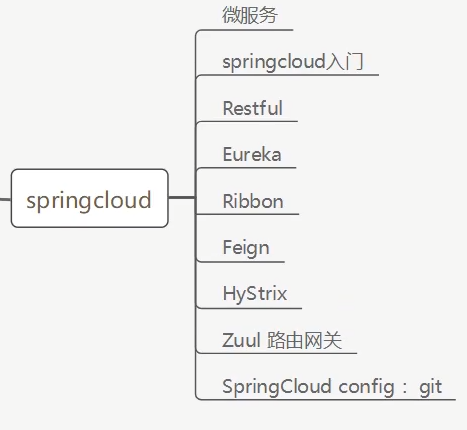 微服务
springcloud入门
Restful
Eureka
springcloud
Ribbon
Feign
HyStrix
Zuul 路由网关
SpringCloud config ：git